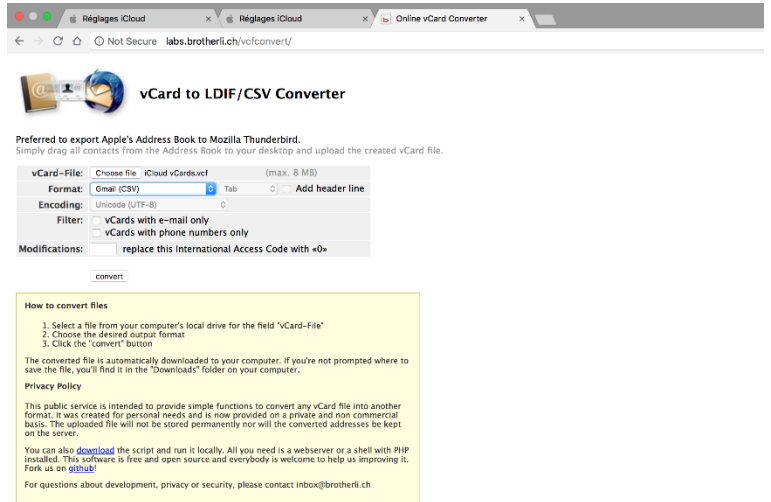 Réglages iCloud
Réglages iCloud
Online vCard Converter
Not Secure labs.brotherli.ch/vcfconvert/
vCard to LDIF/CSV Converter
Preferred to export Apple's Address Book to Mozilla Thunderbird.
Simply drag all contacts from the Address Book to your desktop and upload the created vCard file.
vCard-File: Choose file iCloud vCards.vcf (max. 8 MB)
Format: Gmail (CSV) Tab Add header line
Encoding: Unicode (UTF-8)
Filter: vCards with e-mail only
vCards with phone numbers only
Modifications: replace this International Access Code with «0»
convert
How to convert files
1. Select a file from your computer's local drive for the field "vCard-File"
2. Choose the desired output format
3. Click the "convert" button
The converted file is automatically downloaded to your computer. If you're not prompted where to
save the file, you'll find it in the "Downloads" folder on your computer.
Privacy Policy
This public service is intended to provide simple functions to convert any vCard file into another
format. It was created for personal needs and is now provided on a private and non commercial
basis. The uploaded file will not be stored permanently nor will the converted addresses be kept
on the server.
You can also download the script and run it locally. All you need is a webserver or a shell with PHP
installed. This software is free and open source and everybody is welcome to help us improving it.
Fork us on github!
For questions about development, privacy or security, please contact inbox@brotherli.ch